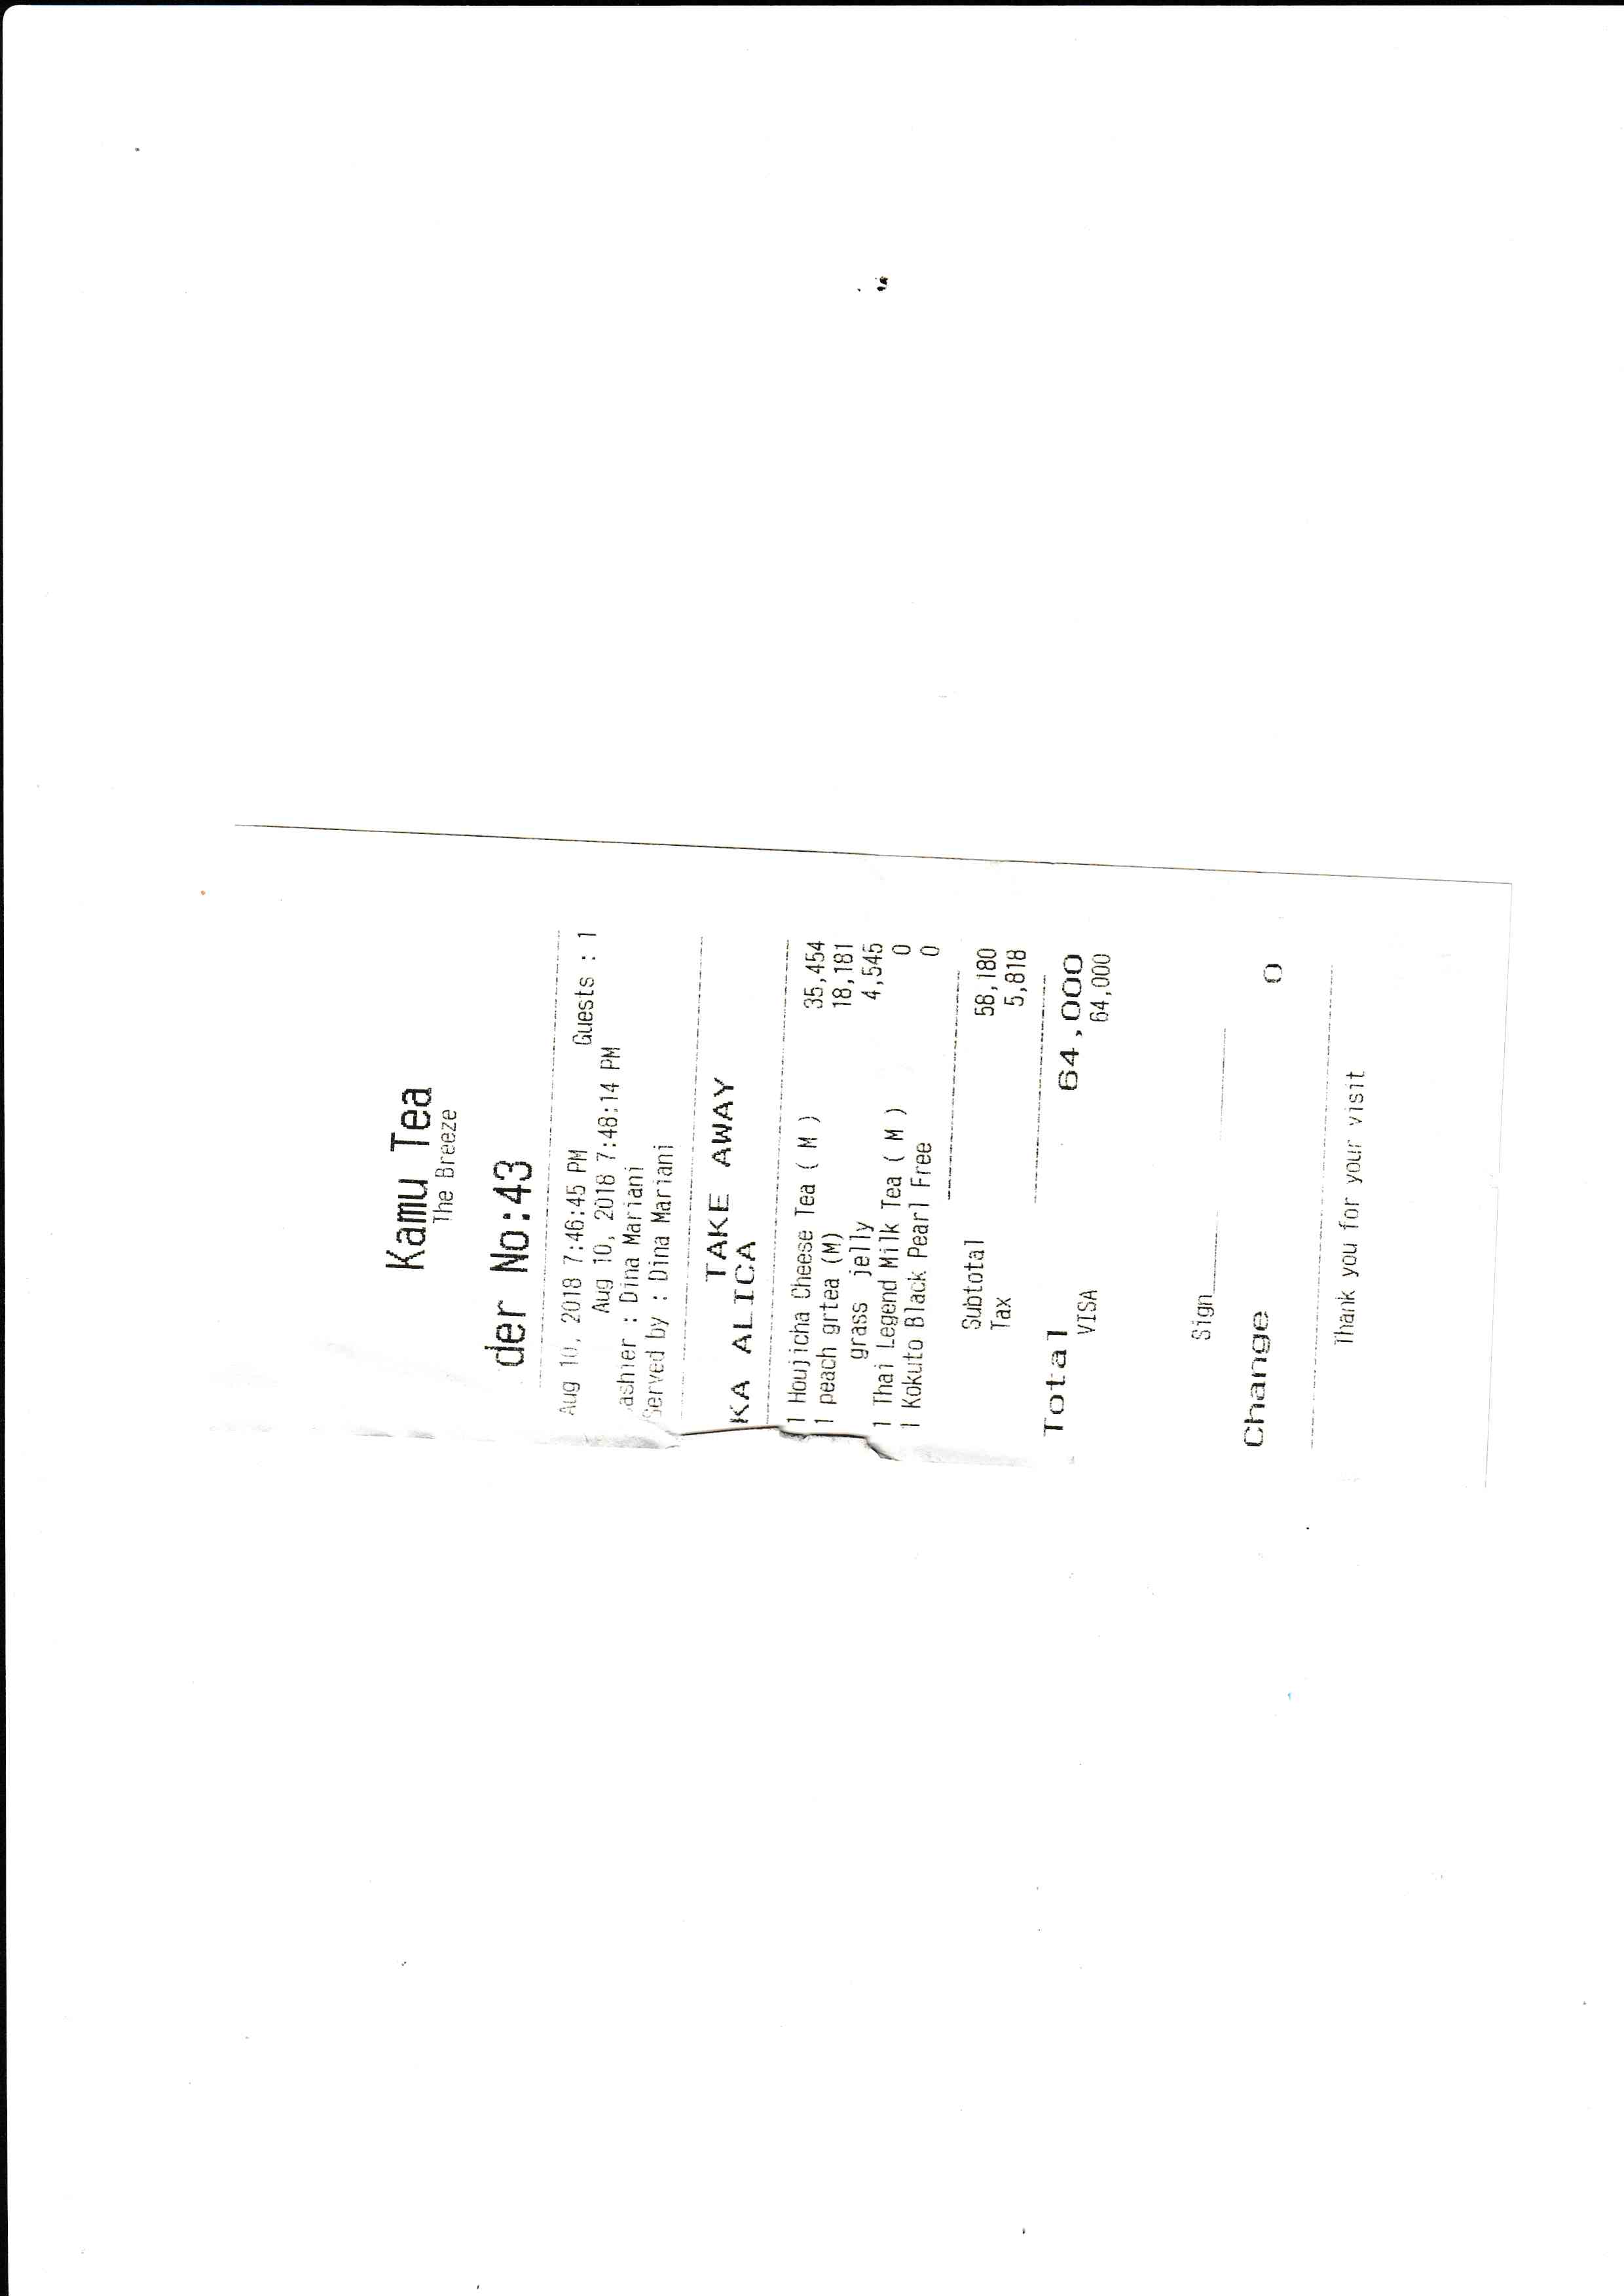 Kamu Tea
The Breeze
der No:43
Aug 10, 2018 7:46:45 PM Guests : 1
Aug 10, 2018 7:48:14 PM
asher : Dina Mariani
Served by : Dina Mariani
TAKE AWAY
KA ALICA
1 Houjicha Cheese Tea ( M ) 35,454
1 peach grtea (M) 18,181
grass jelly 4,545
1 Thai Legend Milk Tea ( M ) 0
1 Kokuto Black Pearl Free 0
Subtotal 58,180
Tax 5,818
Total 64,000
VISA 64,000
Sign
Change 0
Thank you for your visit